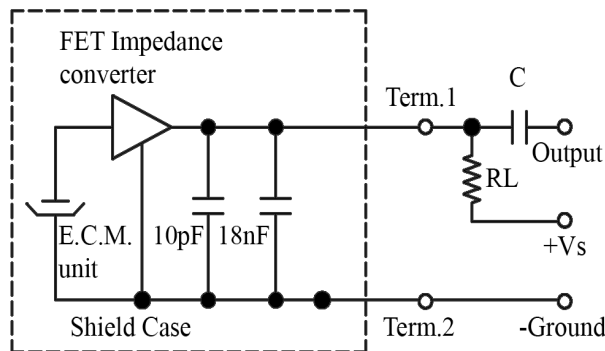 FET Impedance
converter
Term.1
C
Output
RL
+Vs
E.C.M.
unit
10pF
18nF
Shield Case
Term.2
-Ground